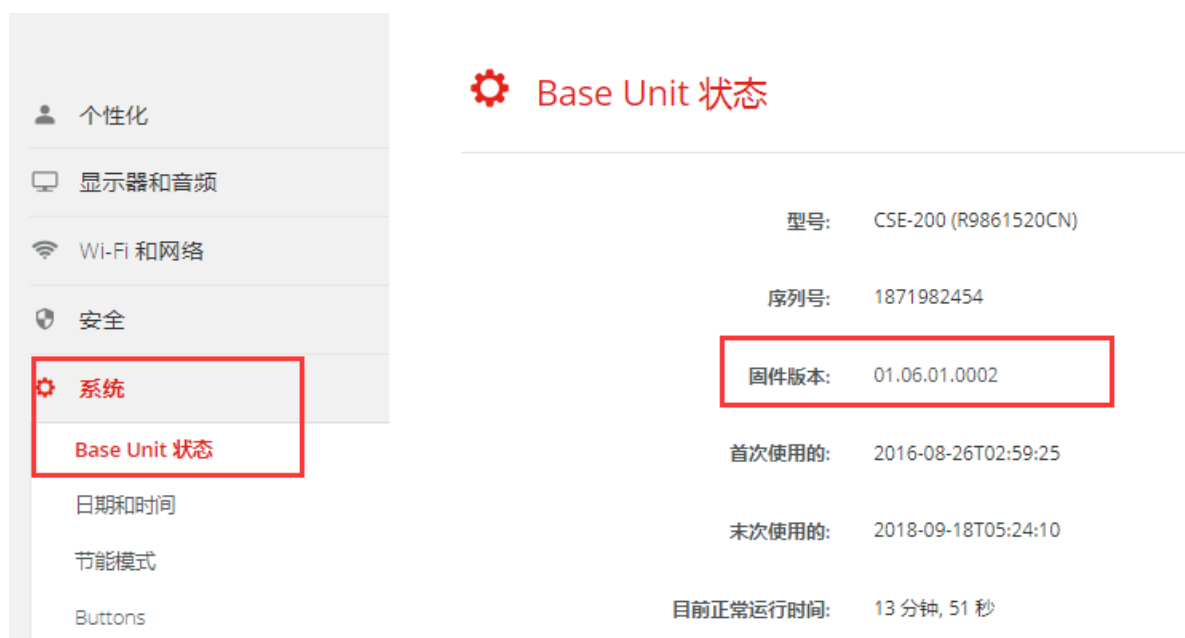 个性化
显示器和音频
Wi-Fi 和网络
安全
系统
Base Unit 状态
日期和时间
节能模式
Buttons
Base Unit 状态
型号: CSE-200 (R9861520CN)
序列号: 1871982454
固件版本: 01.06.01.0002
首次使用的: 2016-08-26T02:59:25
末次使用的: 2018-09-18T05:24:10
目前正常运行时间: 13 分钟, 51 秒